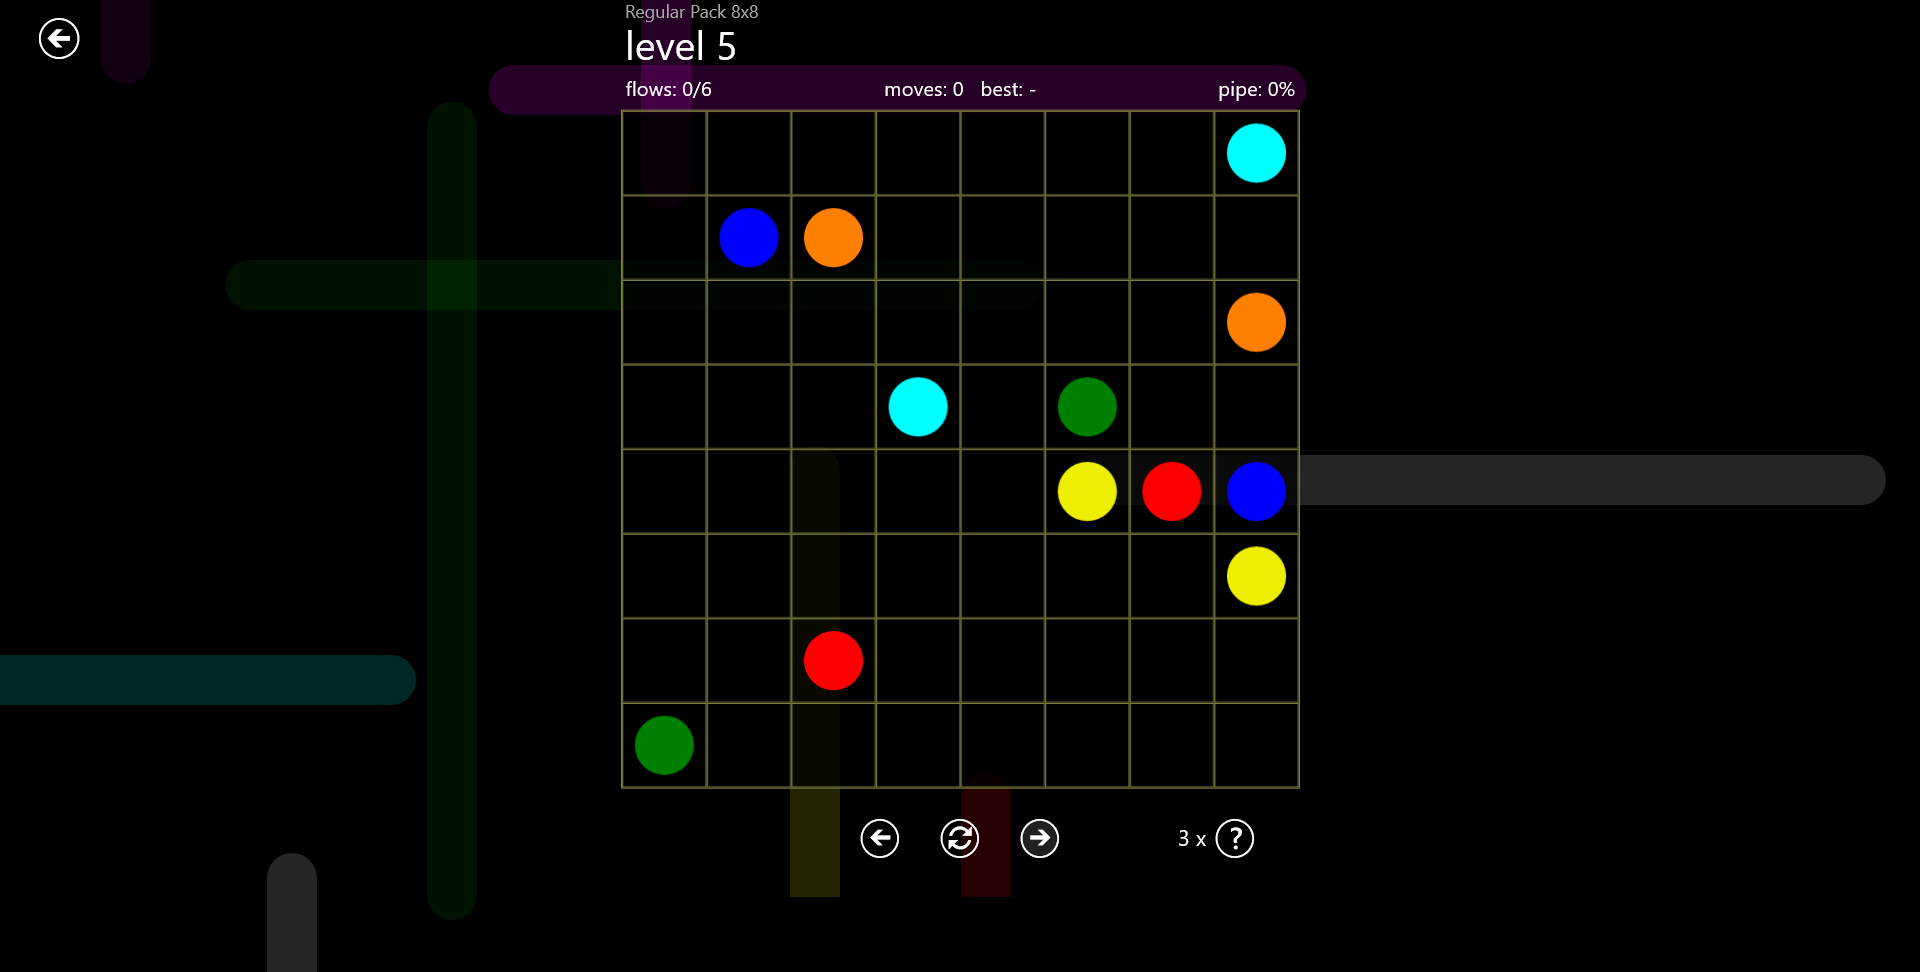 Regular Pack 8x8
level 5
flows: 0/6 moves: 0 best: - pipe: 0%
3 x ?